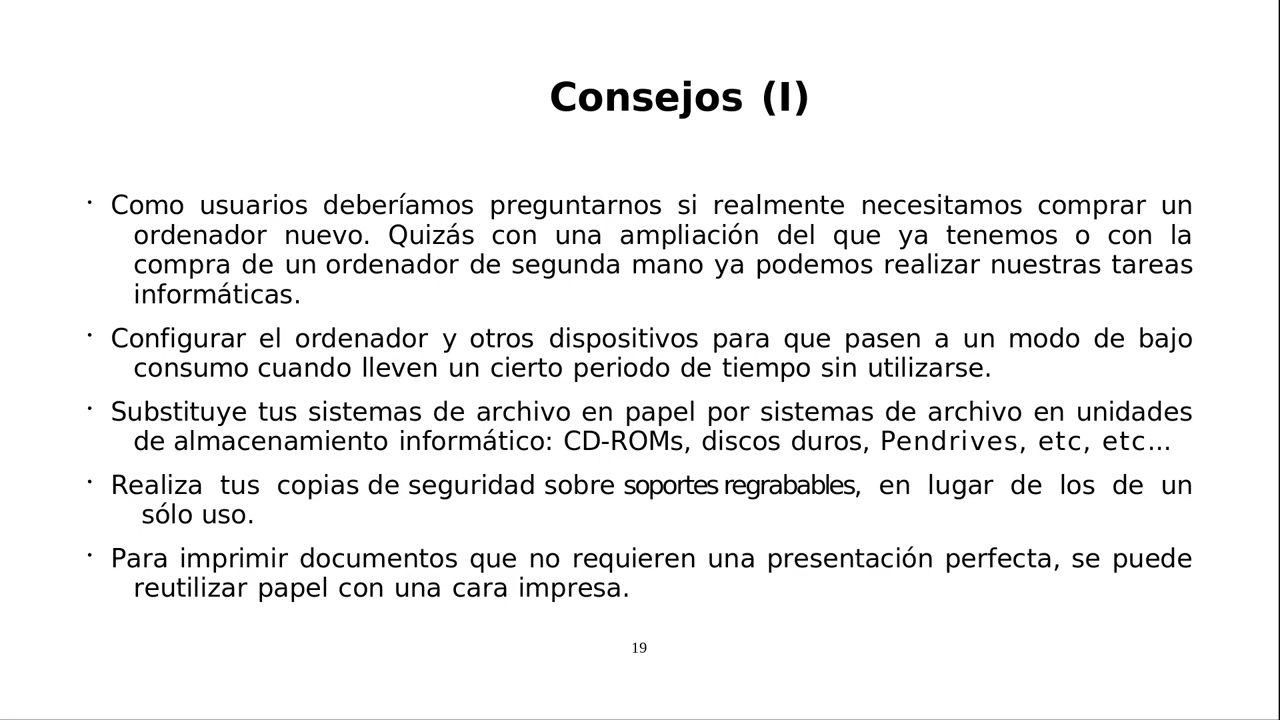 Consejos (I)
· Como usuarios deberíamos preguntarnos si realmente necesitamos comprar un
ordenador nuevo. Quizás con una ampliación del que ya tenemos o con la
compra de un ordenador de segunda mano ya podemos realizar nuestras tareas
informáticas.
· Configurar el ordenador y otros dispositivos para que pasen a un modo de bajo
consumo cuando lleven un cierto periodo de tiempo sin utilizarse.
· Substituye tus sistemas de archivo en papel por sistemas de archivo en unidades
de almacenamiento informático: CD-ROMs, discos duros, Pendrives, etc, etc...
· Realiza tus copias de seguridad sobre soportes regrabables, en lugar de los de un
sólo uso.
· Para imprimir documentos que no requieren una presentación perfecta, se puede
reutilizar papel con una cara impresa.
19